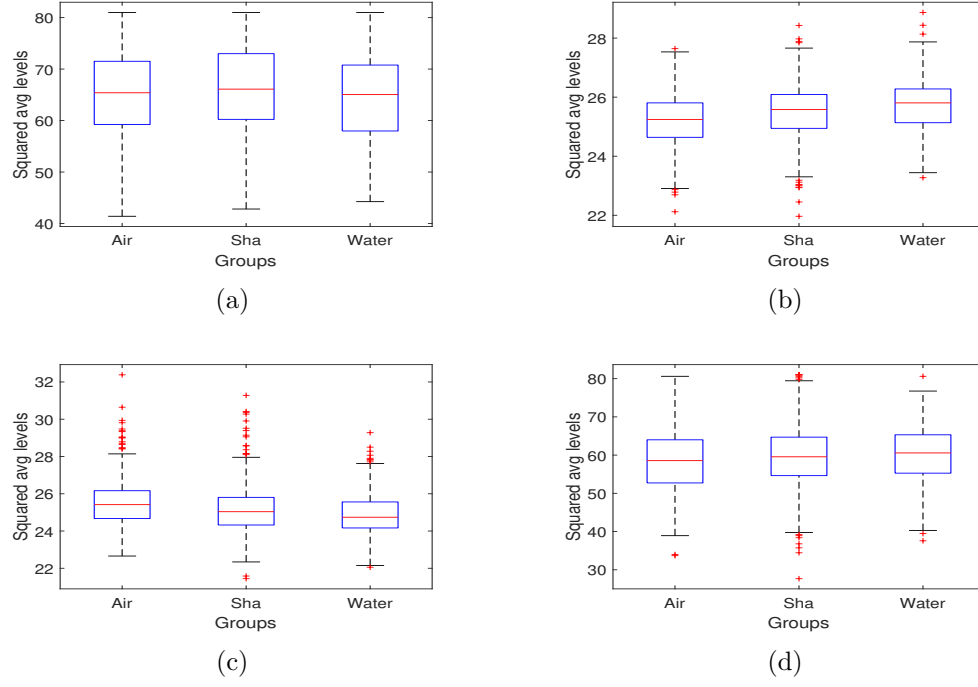 80
70
60
50
40
Squared avg levels
Air
Sha
Water
Groups
(a)
28
26
24
22
Squared avg levels
Air
Sha
Water
Groups
(b)
32
30
28
26
24
22
Squared avg levels
Air
Sha
Water
Groups
(c)
80
70
60
50
40
30
Squared avg levels
Air
Sha
Water
Groups
(d)